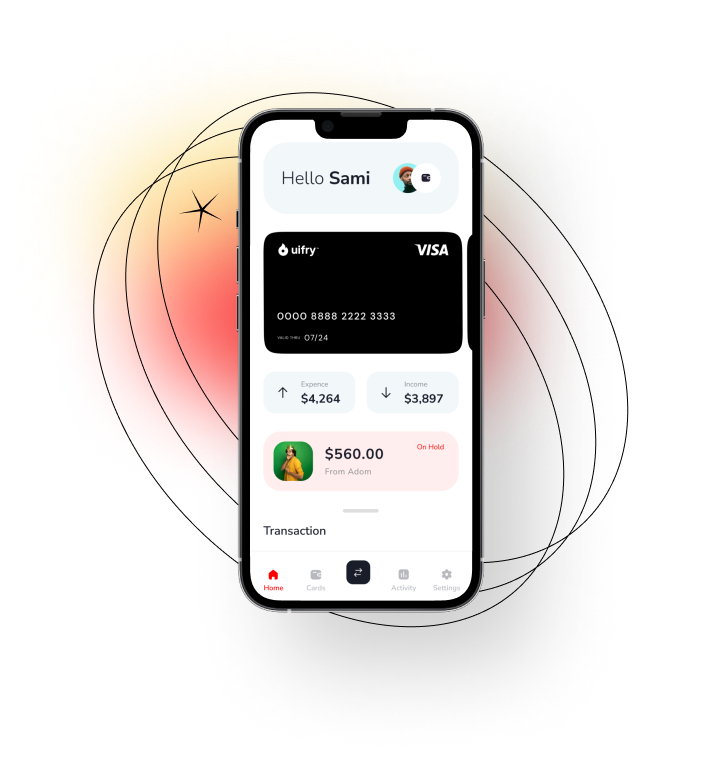 Hello Sami
uifry™
VISA
0000 8888 2222 3333
VALID THRU 07/24
Expence
$4,264
Income
$3,897
$560.00
On Hold
From Adom
Transaction
Home
Cards
Activity
Settings